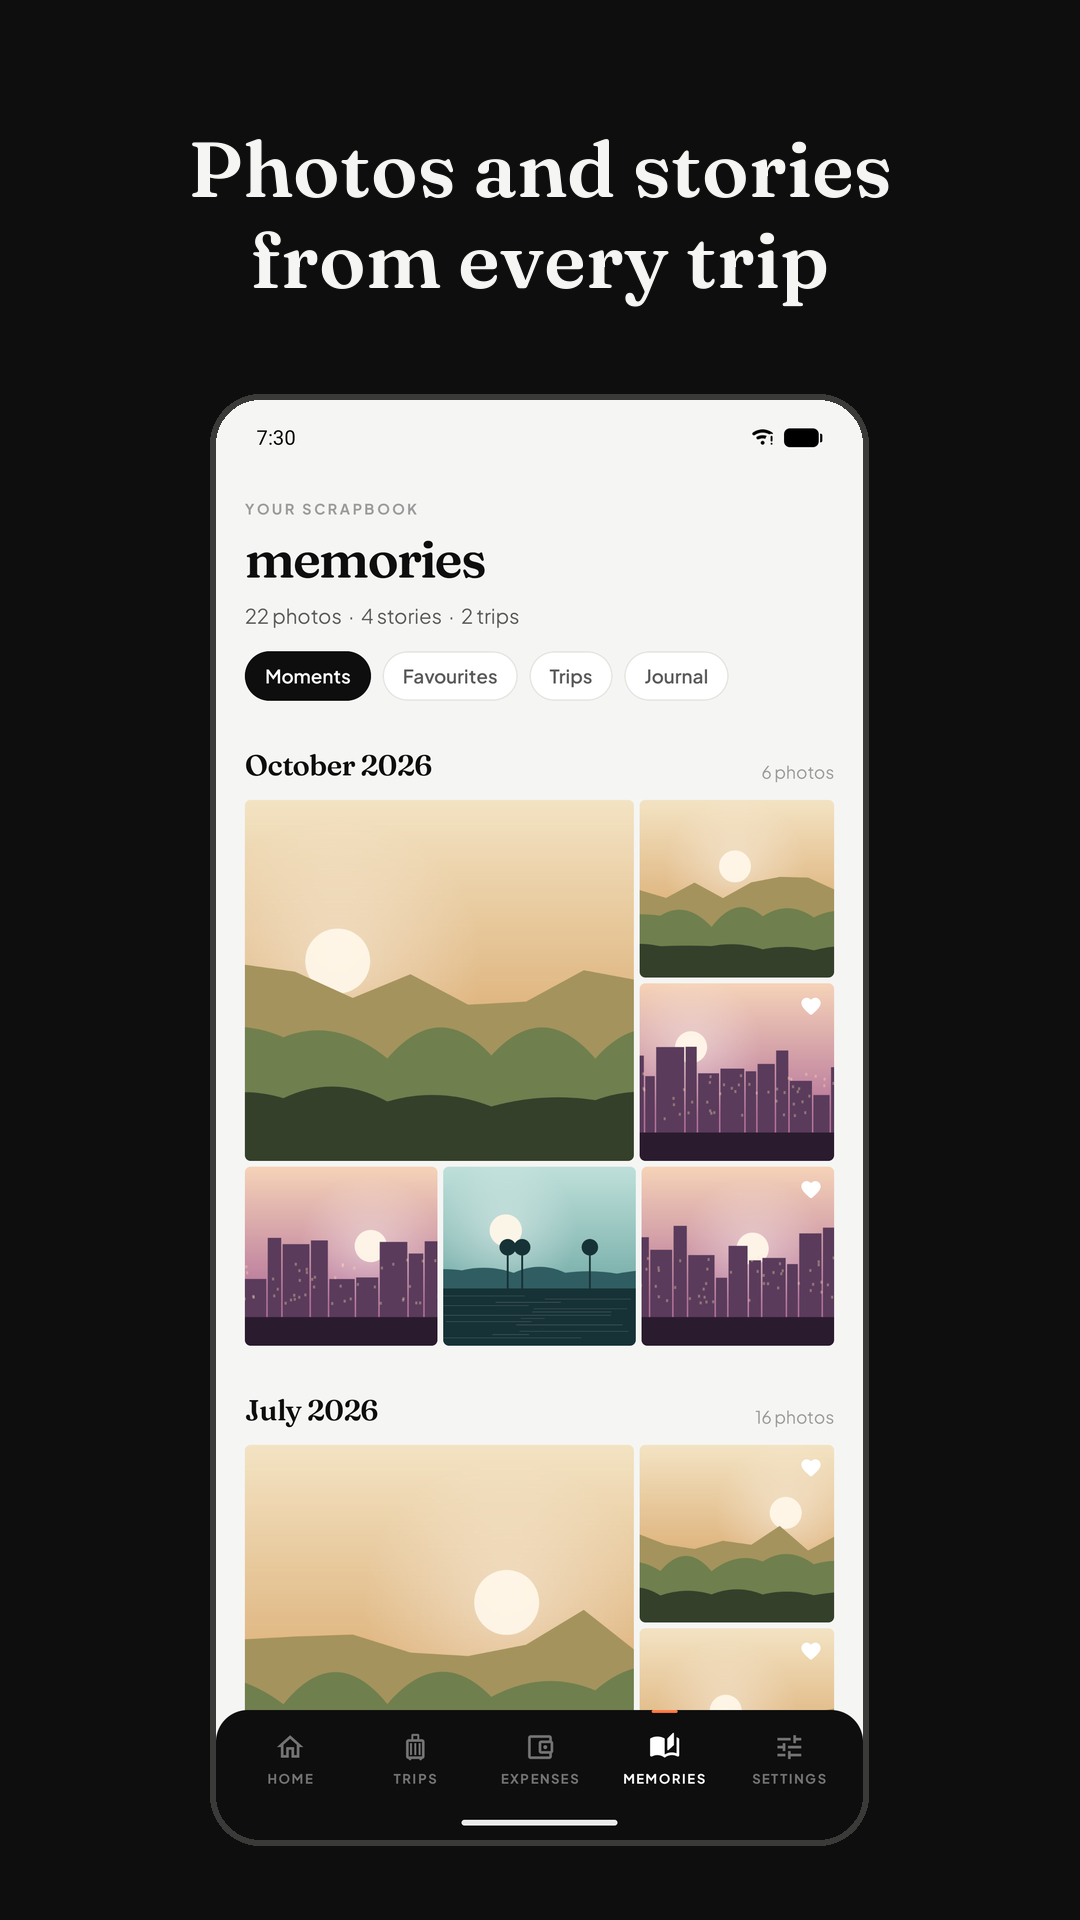 Photos and stories
from every trip
7:30
YOUR SCRAPBOOK
memories
22 photos · 4 stories · 2 trips
Moments Favourites Trips Journal
October 2026 6 photos
July 2026 16 photos
HOME TRIPS EXPENSES MEMORIES SETTINGS